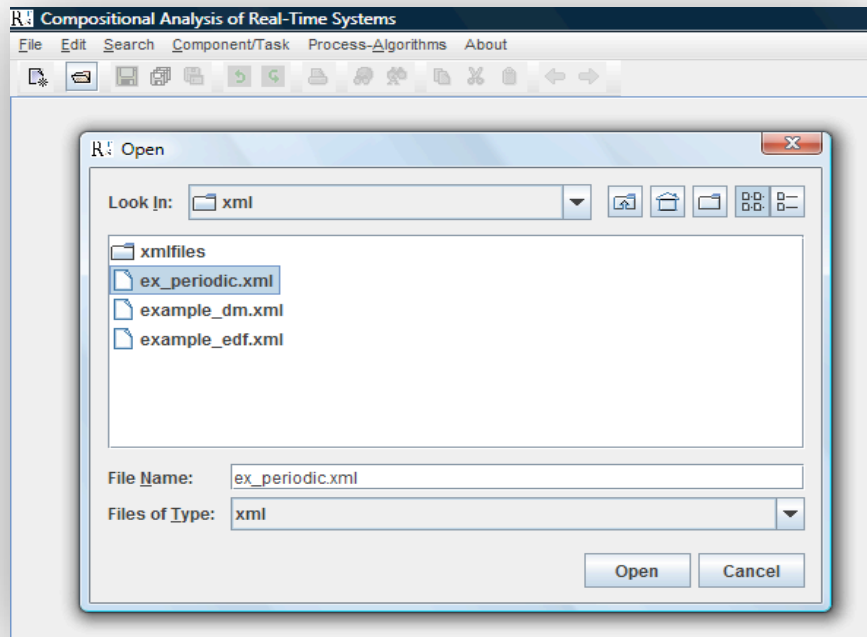 Compositional Analysis of Real-Time Systems
File Edit Search Component/Task Process-Algorithms About
Open
Look In: xml
xmlfiles
ex_periodic.xml
example_dm.xml
example_edf.xml
File Name: ex_periodic.xml
Files of Type: xml
Open Cancel